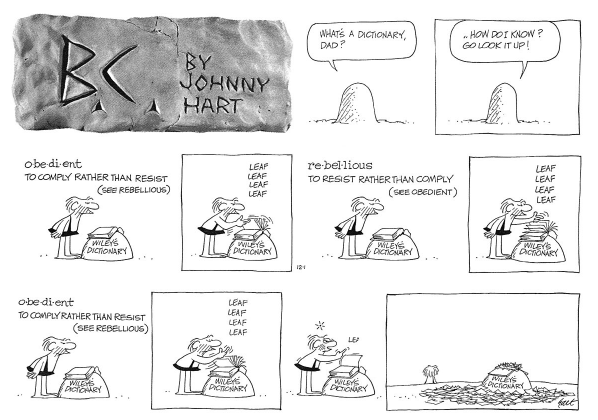 B.C.
BY
JOHNNY
HART
WHAT'S A DICTIONARY,
DAD?
..HOW DO I KNOW?
GO LOOK IT UP!
o·be·di·ent
TO COMPLY RATHER THAN RESIST
(SEE REBELLIOUS)
WILEY'S
DICTIONARY
LEAF
LEAF
LEAF
LEAF
WILEY'S
DICTIONARY
12·1
re·bel·lious
TO RESIST RATHER THAN COMPLY
(SEE OBEDIENT)
WILEY'S
DICTIONARY
LEAF
LEAF
LEAF
LEAF
WILEY'S
DICTIONARY
o·be·di·ent
TO COMPLY RATHER THAN RESIST
(SEE REBELLIOUS)
WILEY'S
DICTIONARY
LEAF
LEAF
LEAF
LEAF
WILEY'S
DICTIONARY
LEF
WILEY'S
DICTIONARY
WILEY'S
DICTIONARY